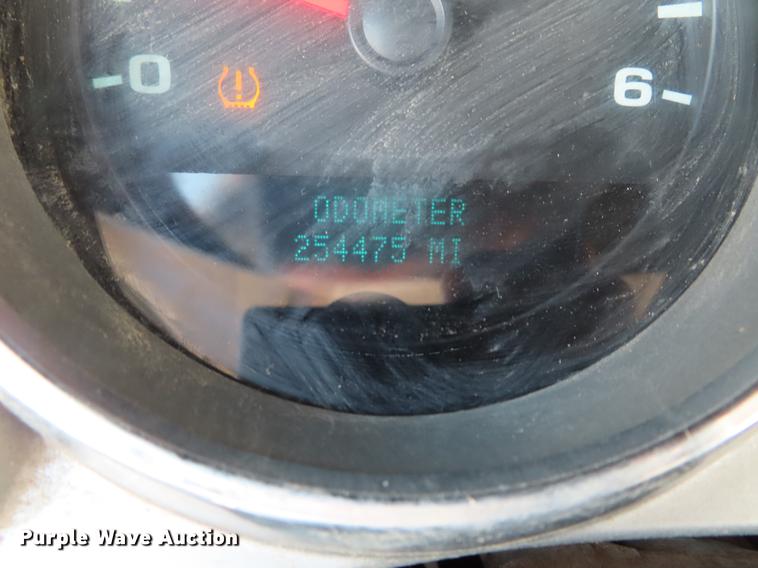 0
6
ODOMETER
254475 MI
Purple Wave Auction